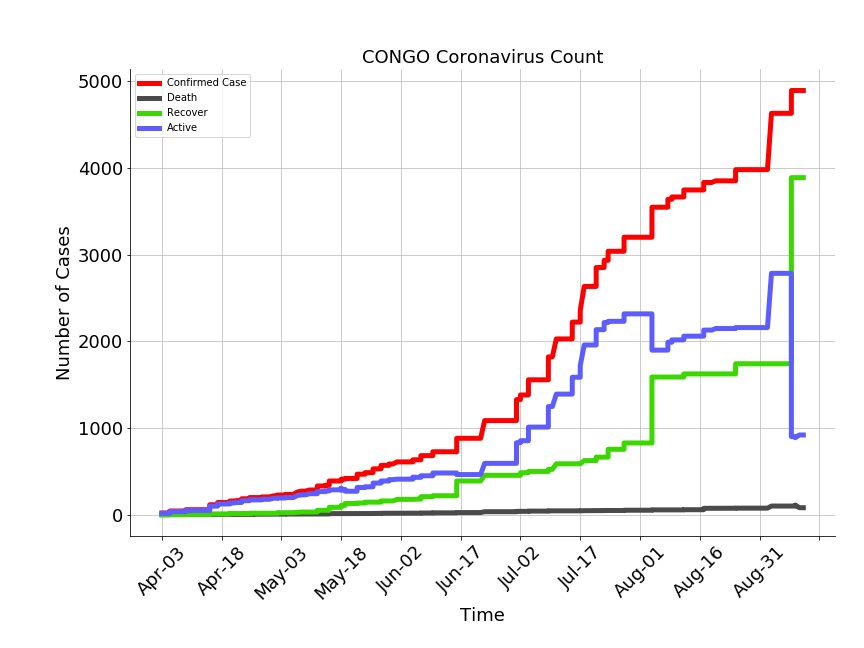 CONGO Coronavirus Count
Confirmed Case
Death
Recover
Active
5000
4000
3000
2000
1000
0
Number of Cases
Apr-03
Apr-18
May-03
May-18
Jun-02
Jun-17
Jul-02
Jul-17
Aug-01
Aug-16
Aug-31
Time